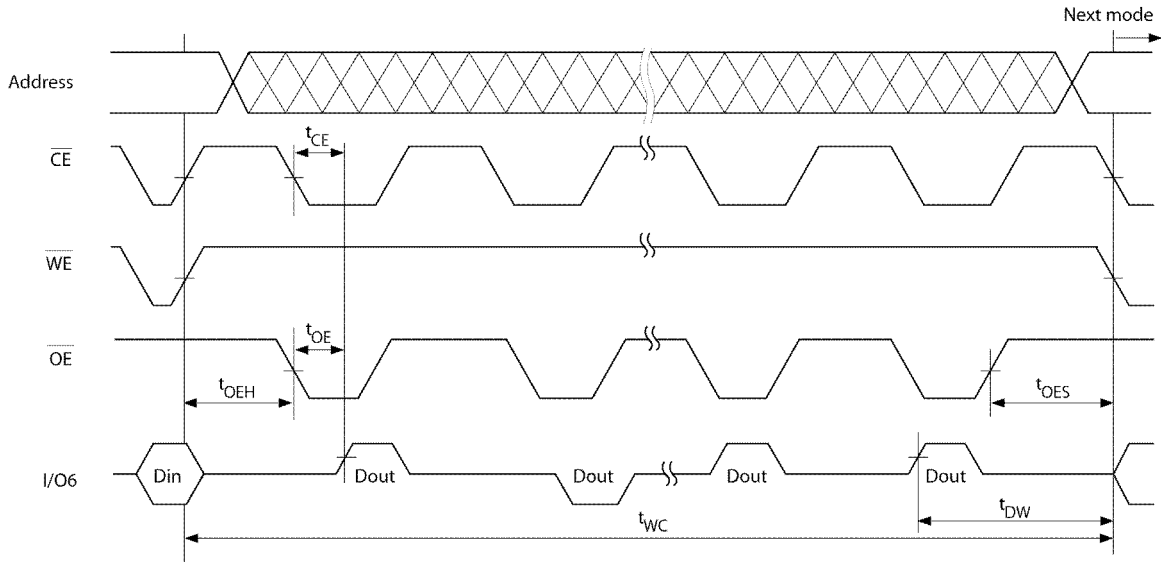 Next mode
Address
t_CE
CE
WE
t_OE
OE
t_OEH
t_OES
I/O6
Din
Dout
Dout
Dout
Dout
t_WC
t_DW